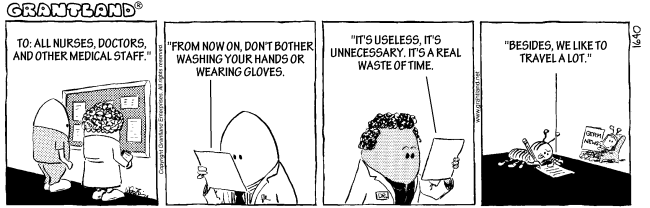 GRANTLAND®
TO: ALL NURSES, DOCTORS,
AND OTHER MEDICAL STAFF."
Copyright Grantland Enterprises. All rights reserved
"FROM NOW ON, DON'T BOTHER
WASHING YOUR HANDS OR
WEARING GLOVES.
"IT'S USELESS, IT'S
UNNECESSARY. IT'S A REAL
WASTE OF TIME.
www.grantland.net
"BESIDES, WE LIKE TO
TRAVEL A LOT."
GERM
NEWS
1640